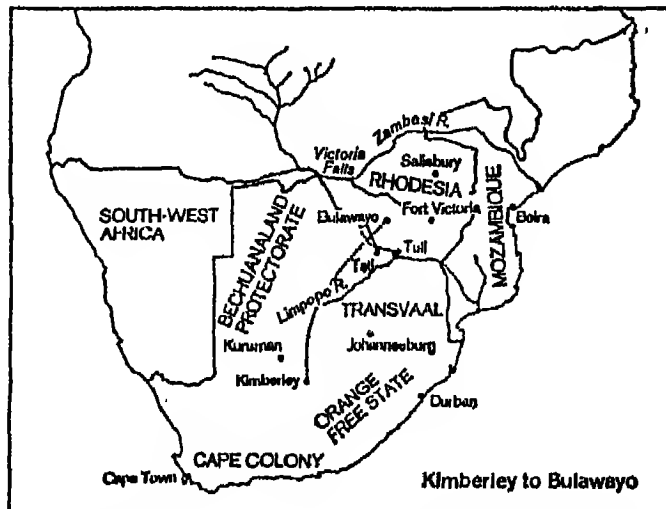 Zambesi R.
Victoria
Falls
Salisbury
RHODESIA
SOUTH-WEST
AFRICA
BECHUANALAND
PROTECTORATE
Bulawayo
Fort Victoria
MOZAMBIQUE
Beira
Tuli
Tati
Limpopo R.
TRANSVAAL
Kuruman
Johannesburg
Kimberley
ORANGE
FREE STATE
Durban
CAPE COLONY
Cape Town
Kimberley to Bulawayo